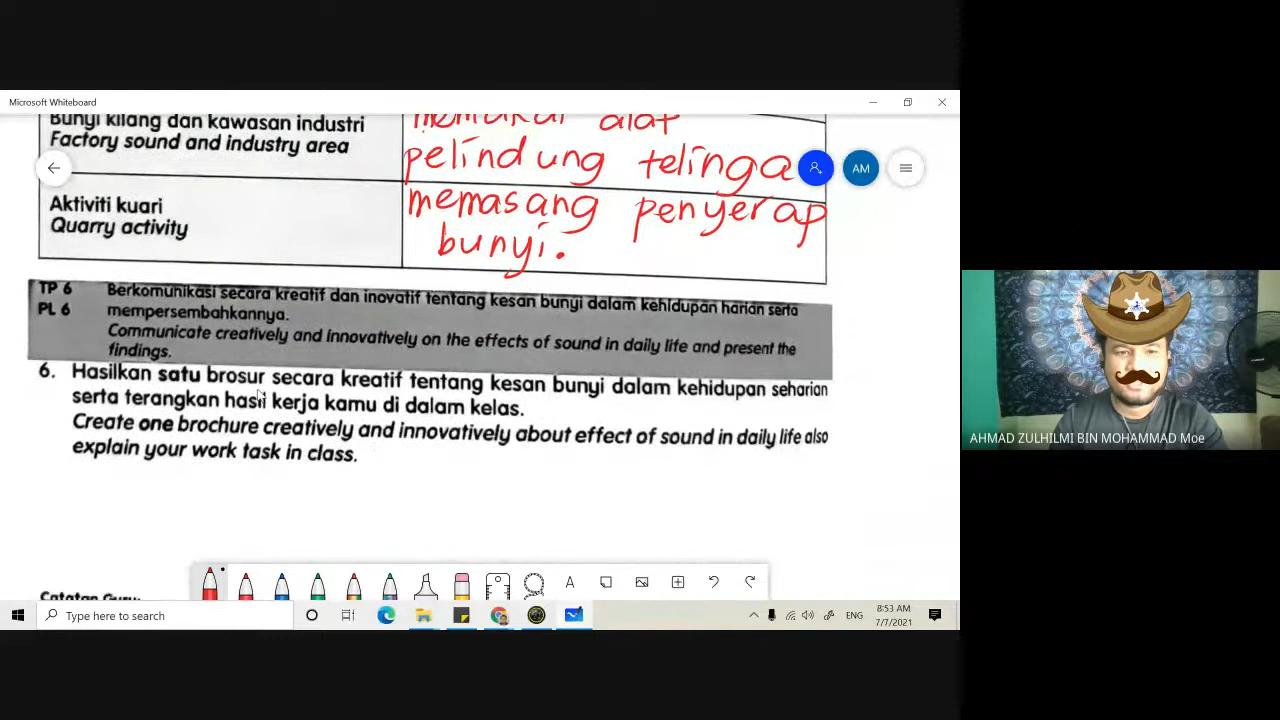 Microsoft Whiteboard
Bunyi kilang dan kawasan industri
Factory sound and industry area
memakai alat
pelindung telinga
Aktiviti kuari
Quarry activity
memasang penyerap
bunyi.
AM
TP 6 Berkomunikasi secara kreatif dan inovatif tentang kesan bunyi dalam kehidupan harian serta
PL 6 mempersembahkannya.
Communicate creatively and innovatively on the effects of sound in daily life and present the
findings.
6. Hasilkan satu brosur secara kreatif tentang kesan bunyi dalam kehidupan seharian
serta terangkan hasil kerja kamu di dalam kelas.
Create one brochure creatively and innovatively about effect of sound in daily life also
explain your work task in class.
Catatan Guru:
Type here to search
ENG
8:53 AM
7/7/2021
AHMAD ZULHILMI BIN MOHAMMAD Moe